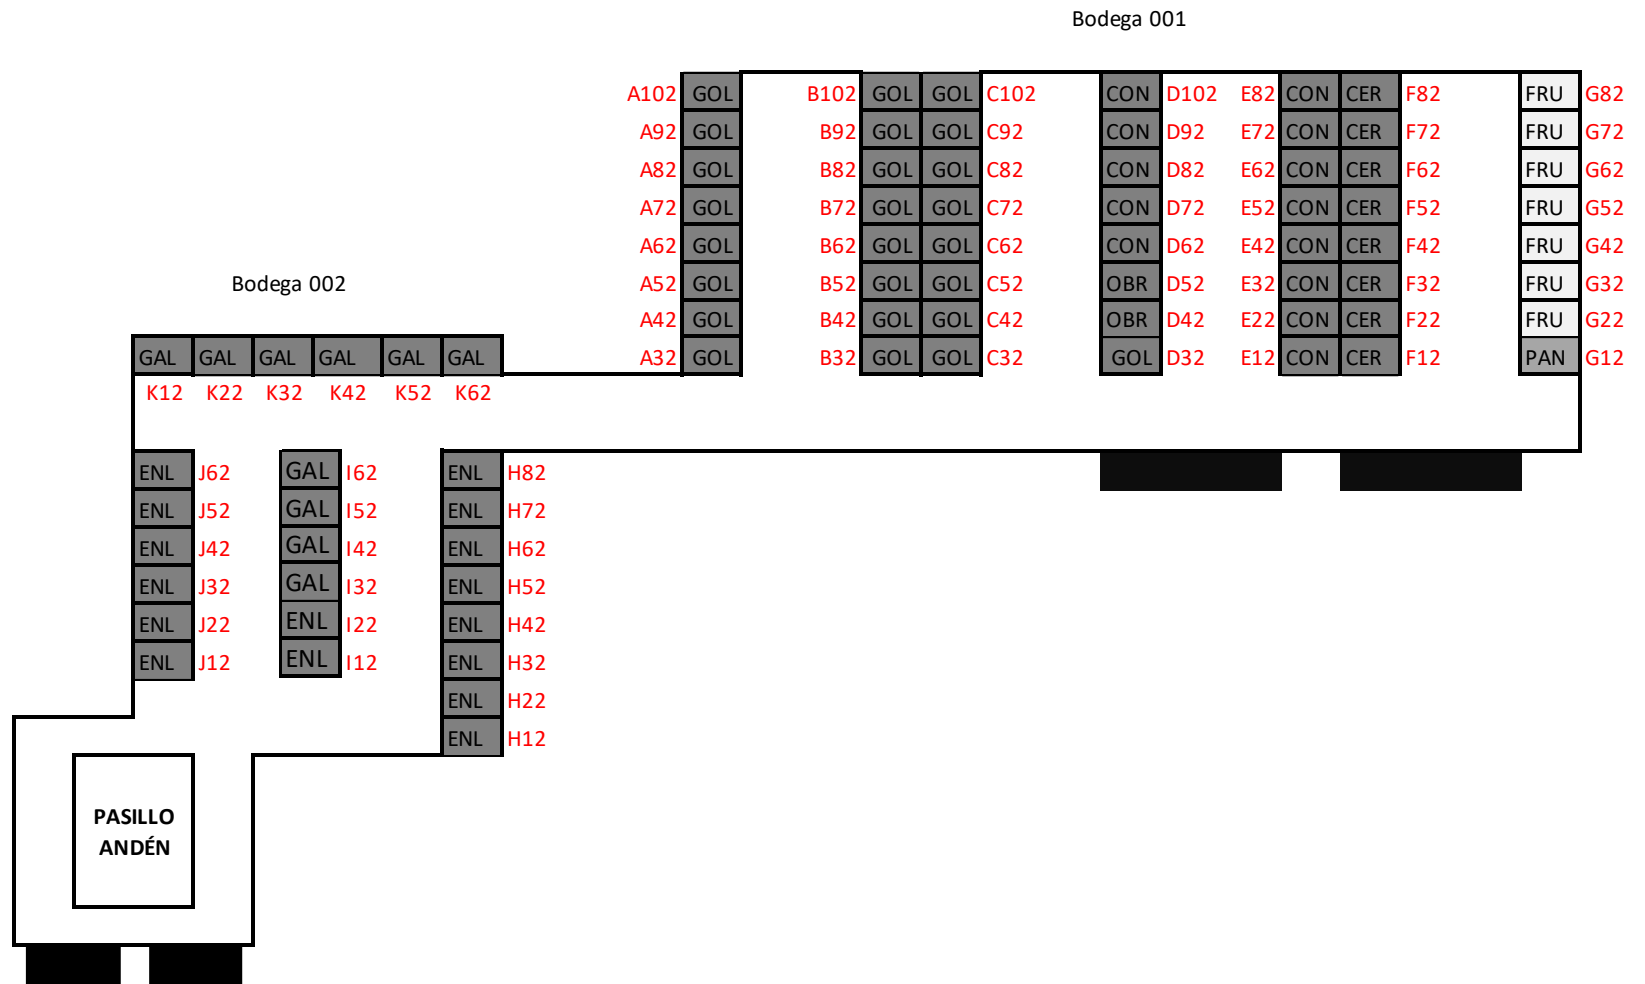 Bodega 001
A102 GOL B102 GOL GOL C102 CON D102 E82 CON CER F82 FRU G82
A92 GOL B92 GOL GOL C92 CON D92 E72 CON CER F72 FRU G72
A82 GOL B82 GOL GOL C82 CON D82 E62 CON CER F62 FRU G62
A72 GOL B72 GOL GOL C72 CON D72 E52 CON CER F52 FRU G52
A62 GOL B62 GOL GOL C62 CON D62 E42 CON CER F42 FRU G42
A52 GOL B52 GOL GOL C52 OBR D52 E32 CON CER F32 FRU G32
A42 GOL B42 GOL GOL C42 OBR D42 E22 CON CER F22 FRU G22
A32 GOL B32 GOL GOL C32 GOL D32 E12 CON CER F12 PAN G12
Bodega 002
GAL GAL GAL GAL GAL GAL
K12 K22 K32 K42 K52 K62
ENL J62 GAL I62 ENL H82
ENL J52 GAL I52 ENL H72
ENL J42 GAL I42 ENL H62
ENL J32 GAL I32 ENL H52
ENL J22 ENL I22 ENL H42
ENL J12 ENL I12 ENL H32
ENL H22
ENL H12
PASILLO
ANDÉN